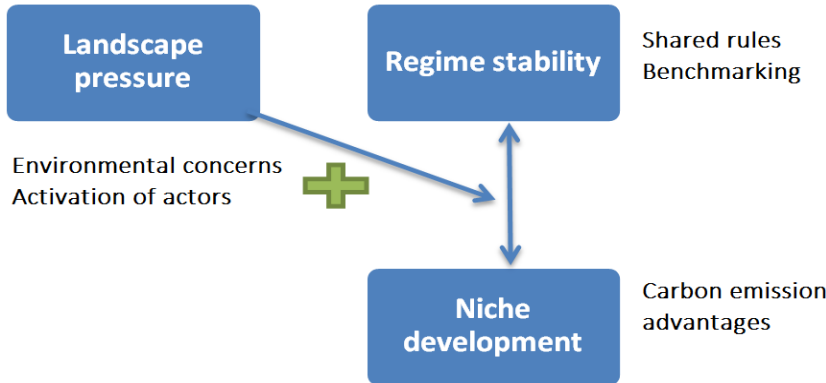 Landscape
pressure
Regime stability
Shared rules
Benchmarking
Environmental concerns
Activation of actors
Niche
development
Carbon emission
advantages